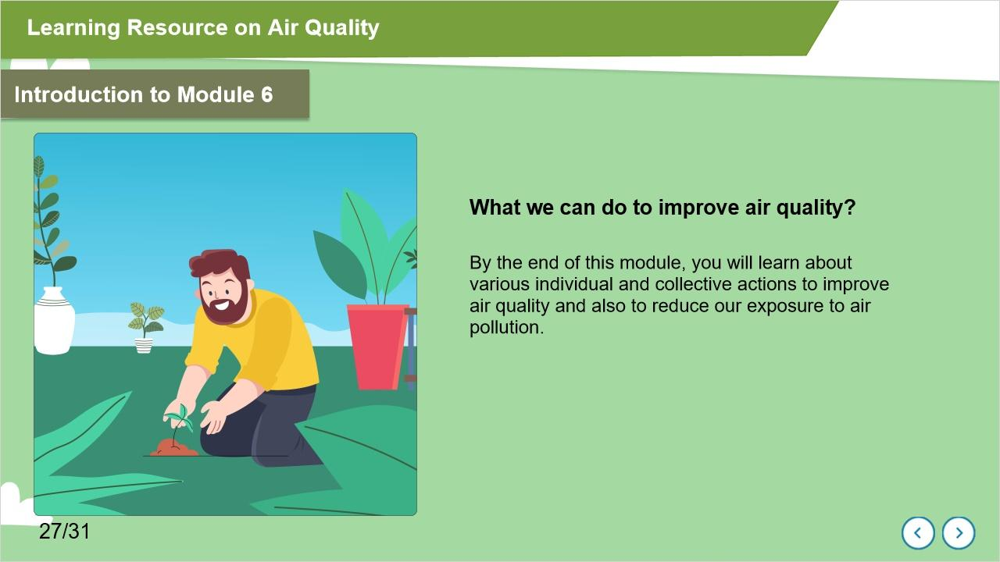 Learning Resource on Air Quality
Introduction to Module 6
What we can do to improve air quality?
By the end of this module, you will learn about
various individual and collective actions to improve
air quality and also to reduce our exposure to air
pollution.
27/31